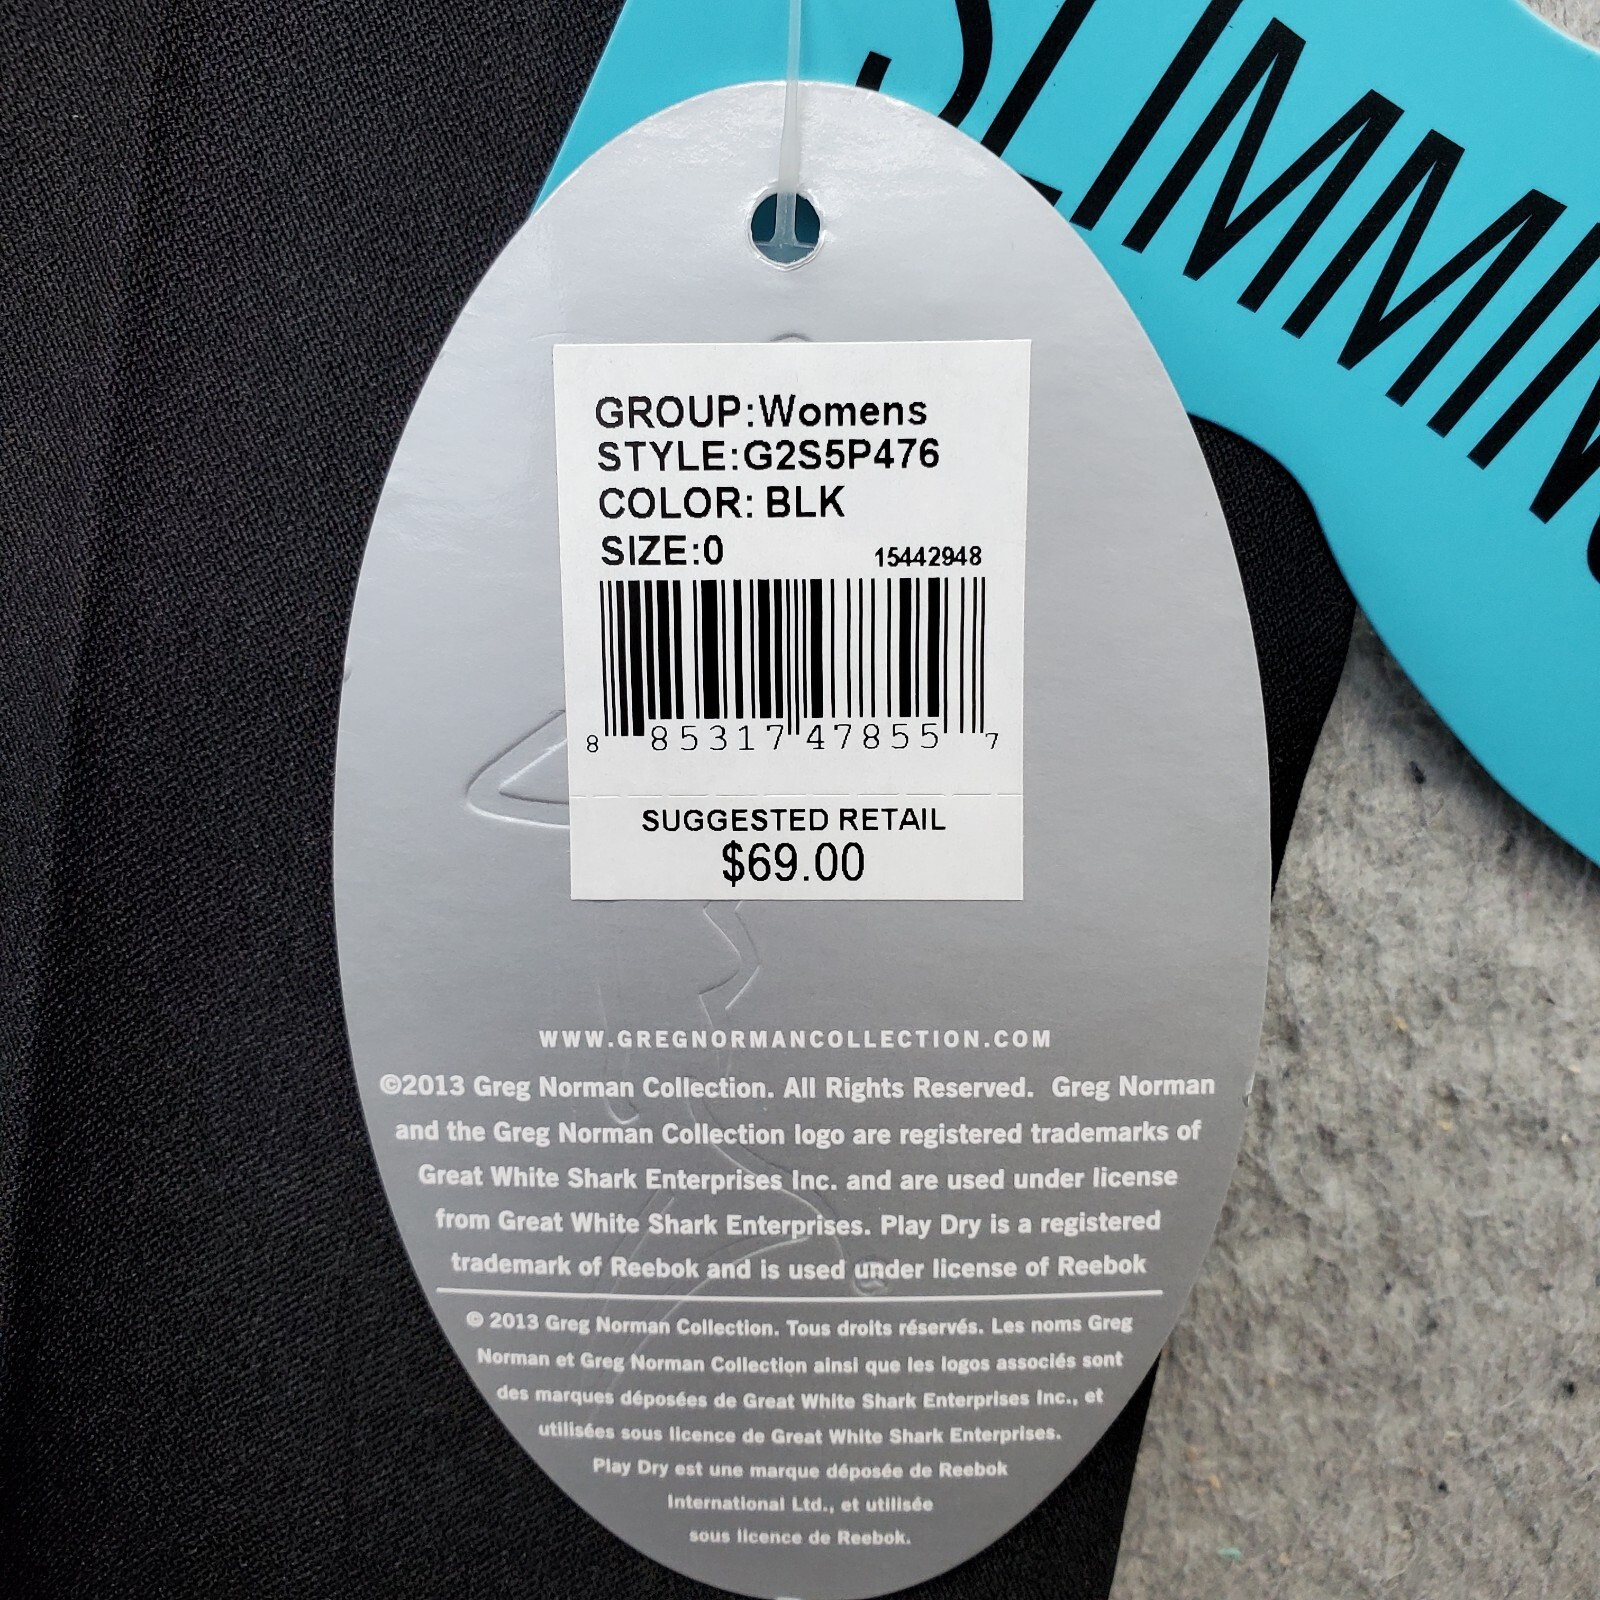 SLIMMIN
GROUP:Womens
STYLE:G2S5P476
COLOR: BLK
SIZE:0 15442948
8 85317 47855 7
SUGGESTED RETAIL
$69.00
WWW.GREGNORMANCOLLECTION.COM
©2013 Greg Norman Collection. All Rights Reserved. Greg Norman
and the Greg Norman Collection logo are registered trademarks of
Great White Shark Enterprises Inc. and are used under license
from Great White Shark Enterprises. Play Dry is a registered
trademark of Reebok and is used under license of Reebok
© 2013 Greg Norman Collection. Tous droits réservés. Les noms Greg
Norman et Greg Norman Collection ainsi que les logos associés sont
des marques déposées de Great White Shark Enterprises Inc., et
utilisées sous licence de Great White Shark Enterprises.
Play Dry est une marque déposée de Reebok
International Ltd., et utilisée
sous licence de Reebok.